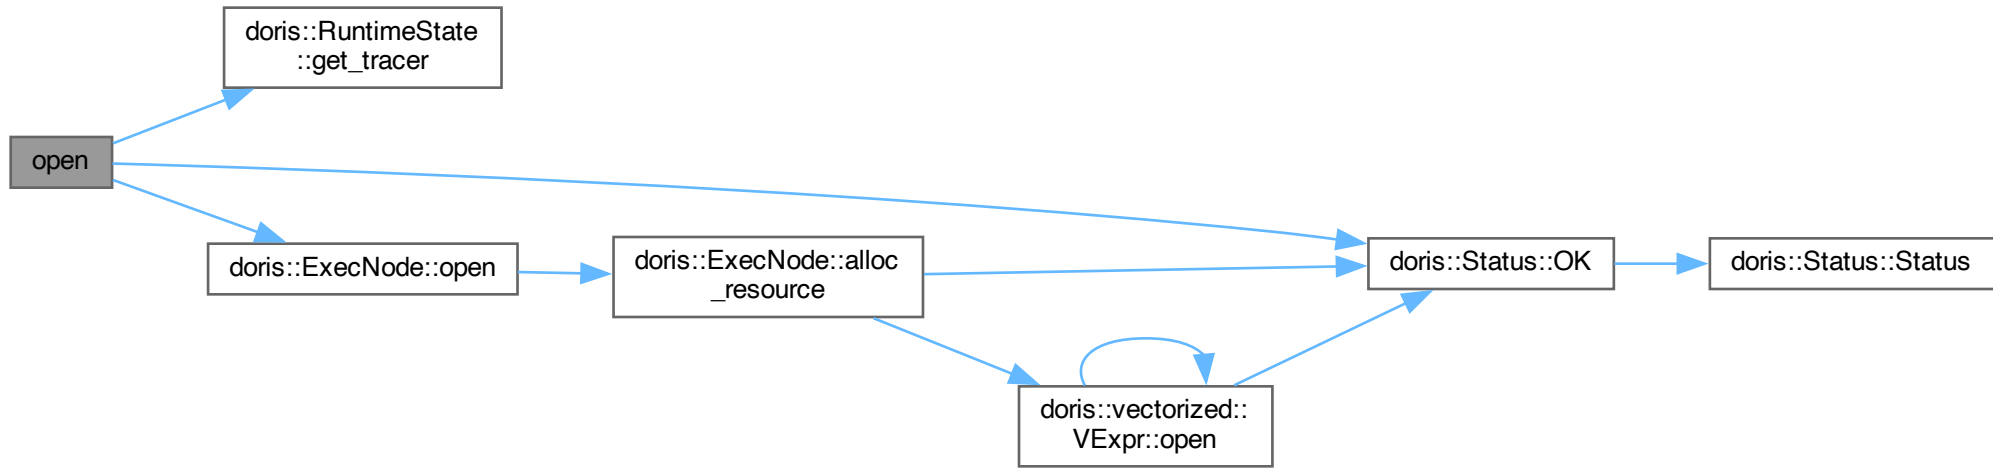 doris::RuntimeState
::get_tracer
open
doris::ExecNode::open
doris::ExecNode::alloc
_resource
doris::Status::OK
doris::Status::Status
doris::vectorized::
VExpr::open